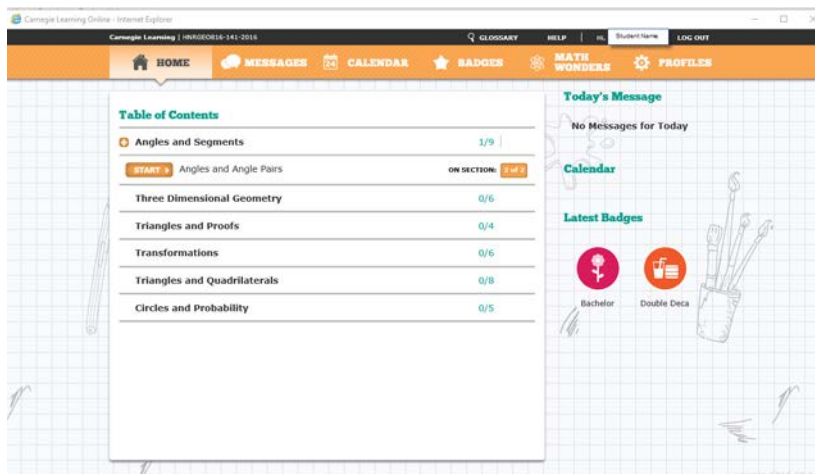 Carnegie Learning Online - Internet Explorer
Carnegie Learning | HNRGEO816-141-2016 GLOSSARY HELP | HI, Student Name LOG OUT
HOME MESSAGES 24 CALENDAR BADGES MATH WONDERS PROFILES
Table of Contents
Angles and Segments 1/9
START Angles and Angle Pairs ON SECTION: 2 of 2
Three Dimensional Geometry 0/6
Triangles and Proofs 0/4
Transformations 0/6
Triangles and Quadrilaterals 0/8
Circles and Probability 0/5
Today's Message
No Messages for Today
Calendar
Latest Badges
Bachelor Double Deca